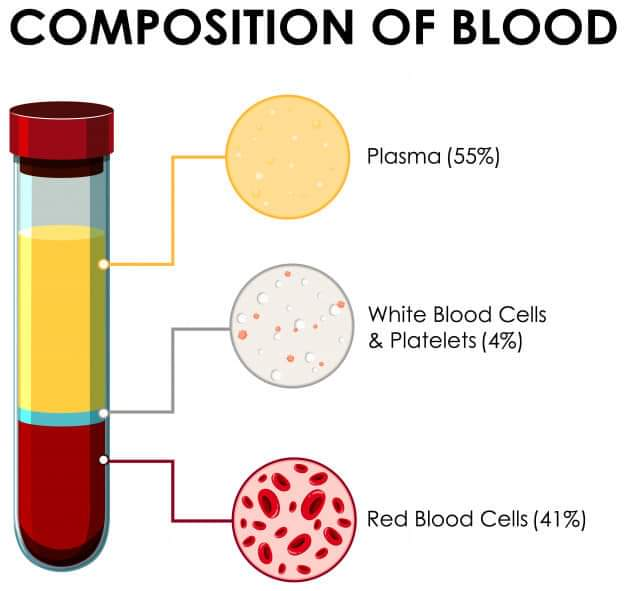 COMPOSITION OF BLOOD
Plasma (55%)
White Blood Cells
& Platelets (4%)
Red Blood Cells (41%)